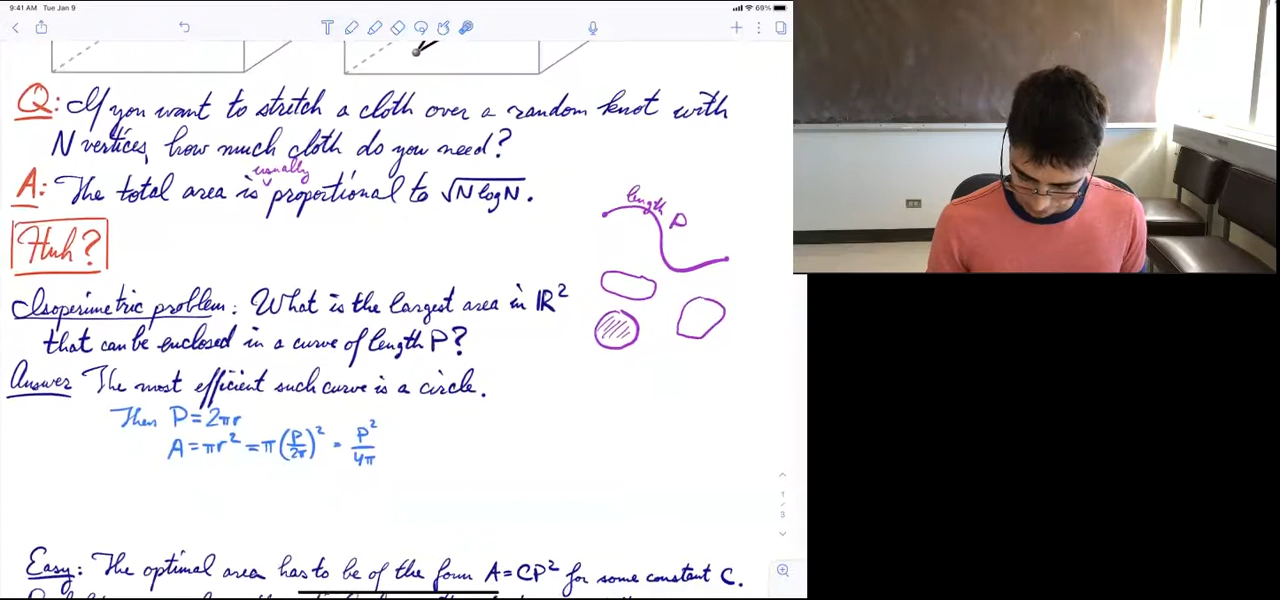 9:41 AM Tue Jan 9
69%
Q: If you want to stretch a cloth over a random knot with
N vertices, how much cloth do you need?
usually
A: The total area is proportional to √N log N.
length P
Huh?
Isoperimetric problem: What is the largest area in ℝ²
that can be enclosed in a curve of length P?
Answer The most efficient such curve is a circle.
Then P = 2πr
A = πr² = π(P/2π)² = P²/4π
1
/
3
Easy: The optimal area has to be of the form A = CP² for some constant C.